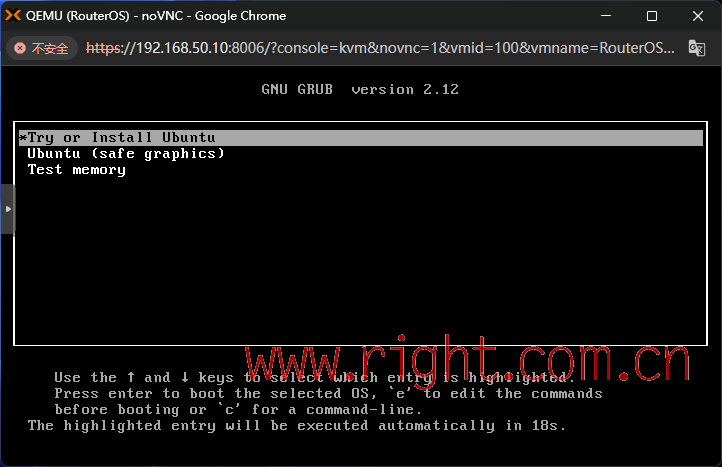 QEMU (RouterOS) - noVNC - Google Chrome
不安全 https://192.168.50.10:8006/?console=kvm&novnc=1&vmid=100&vmname=RouterOS...
GNU GRUB version 2.12
*Try or Install Ubuntu
Ubuntu (safe graphics)
Test memory
www.right.com.cn
Use the ↑ and ↓ keys to select which entry is highlighted.
Press enter to boot the selected OS, `e' to edit the commands
before booting or `c' for a command-line.
The highlighted entry will be executed automatically in 18s.